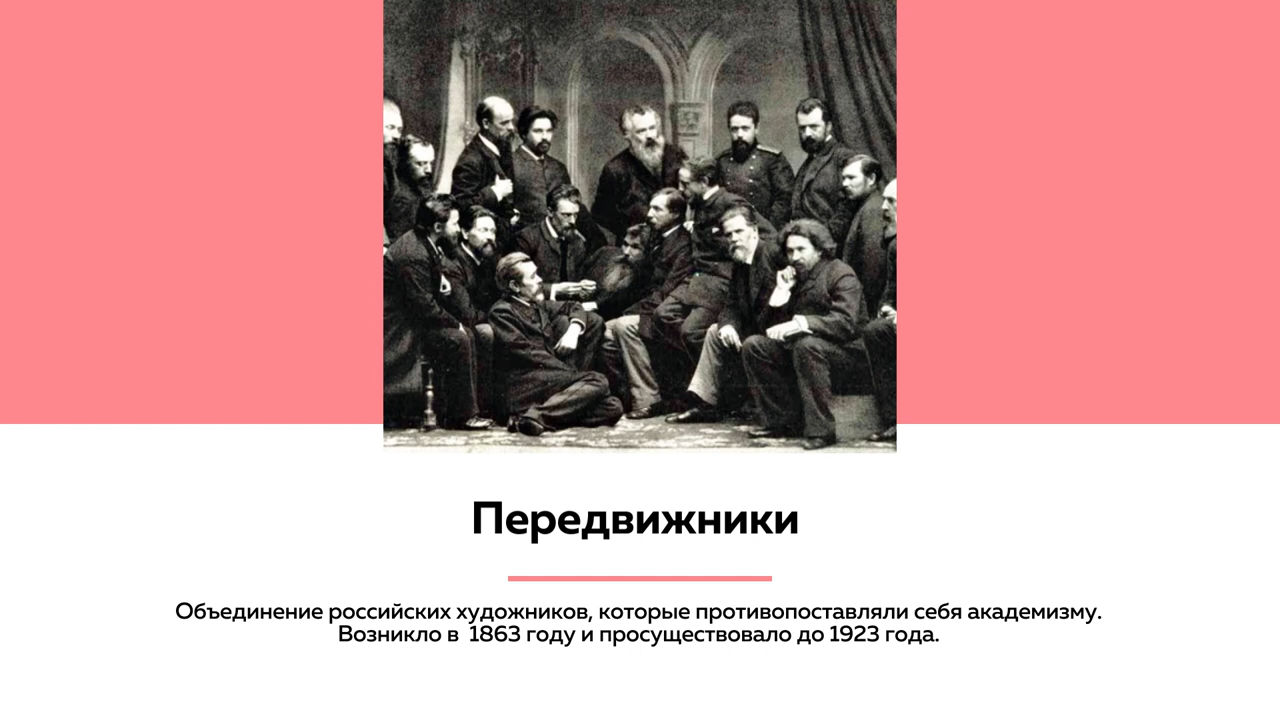 Передвижники
Объединение российских художников, которые противопоставляли себя академизму.
Возникло в  1863 году и просуществовало до 1923 года.